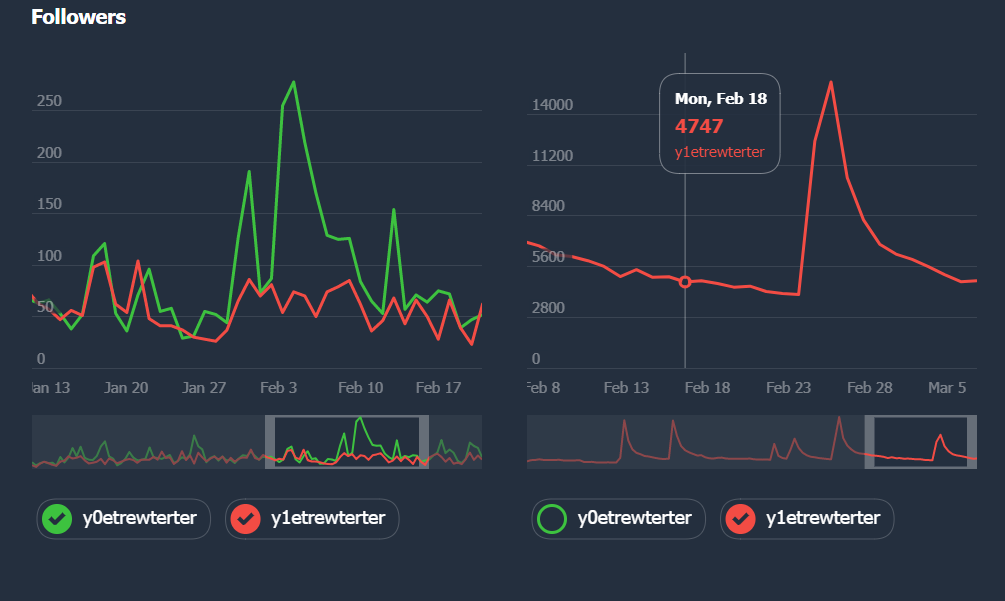 Followers
250
200
150
100
50
0
Jan 13 Jan 20 Jan 27 Feb 3 Feb 10 Feb 17
y0etrewterter y1etrewterter
14000
11200
8400
5600
2800
0
Mon, Feb 18
4747
y1etrewterter
Feb 8 Feb 13 Feb 18 Feb 23 Feb 28 Mar 5
y0etrewterter y1etrewterter